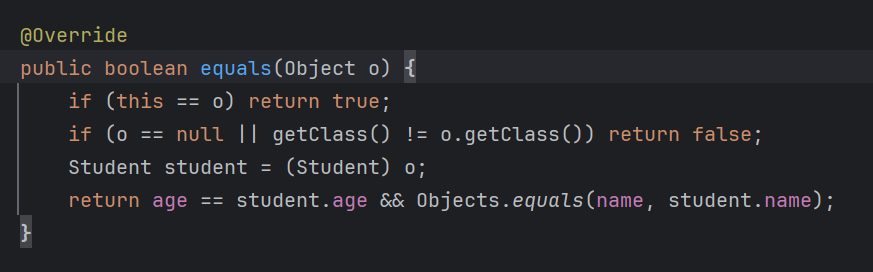 @Override
public boolean equals(Object o) {
    if (this == o) return true;
    if (o == null || getClass() != o.getClass()) return false;
    Student student = (Student) o;
    return age == student.age && Objects.equals(name, student.name);
}